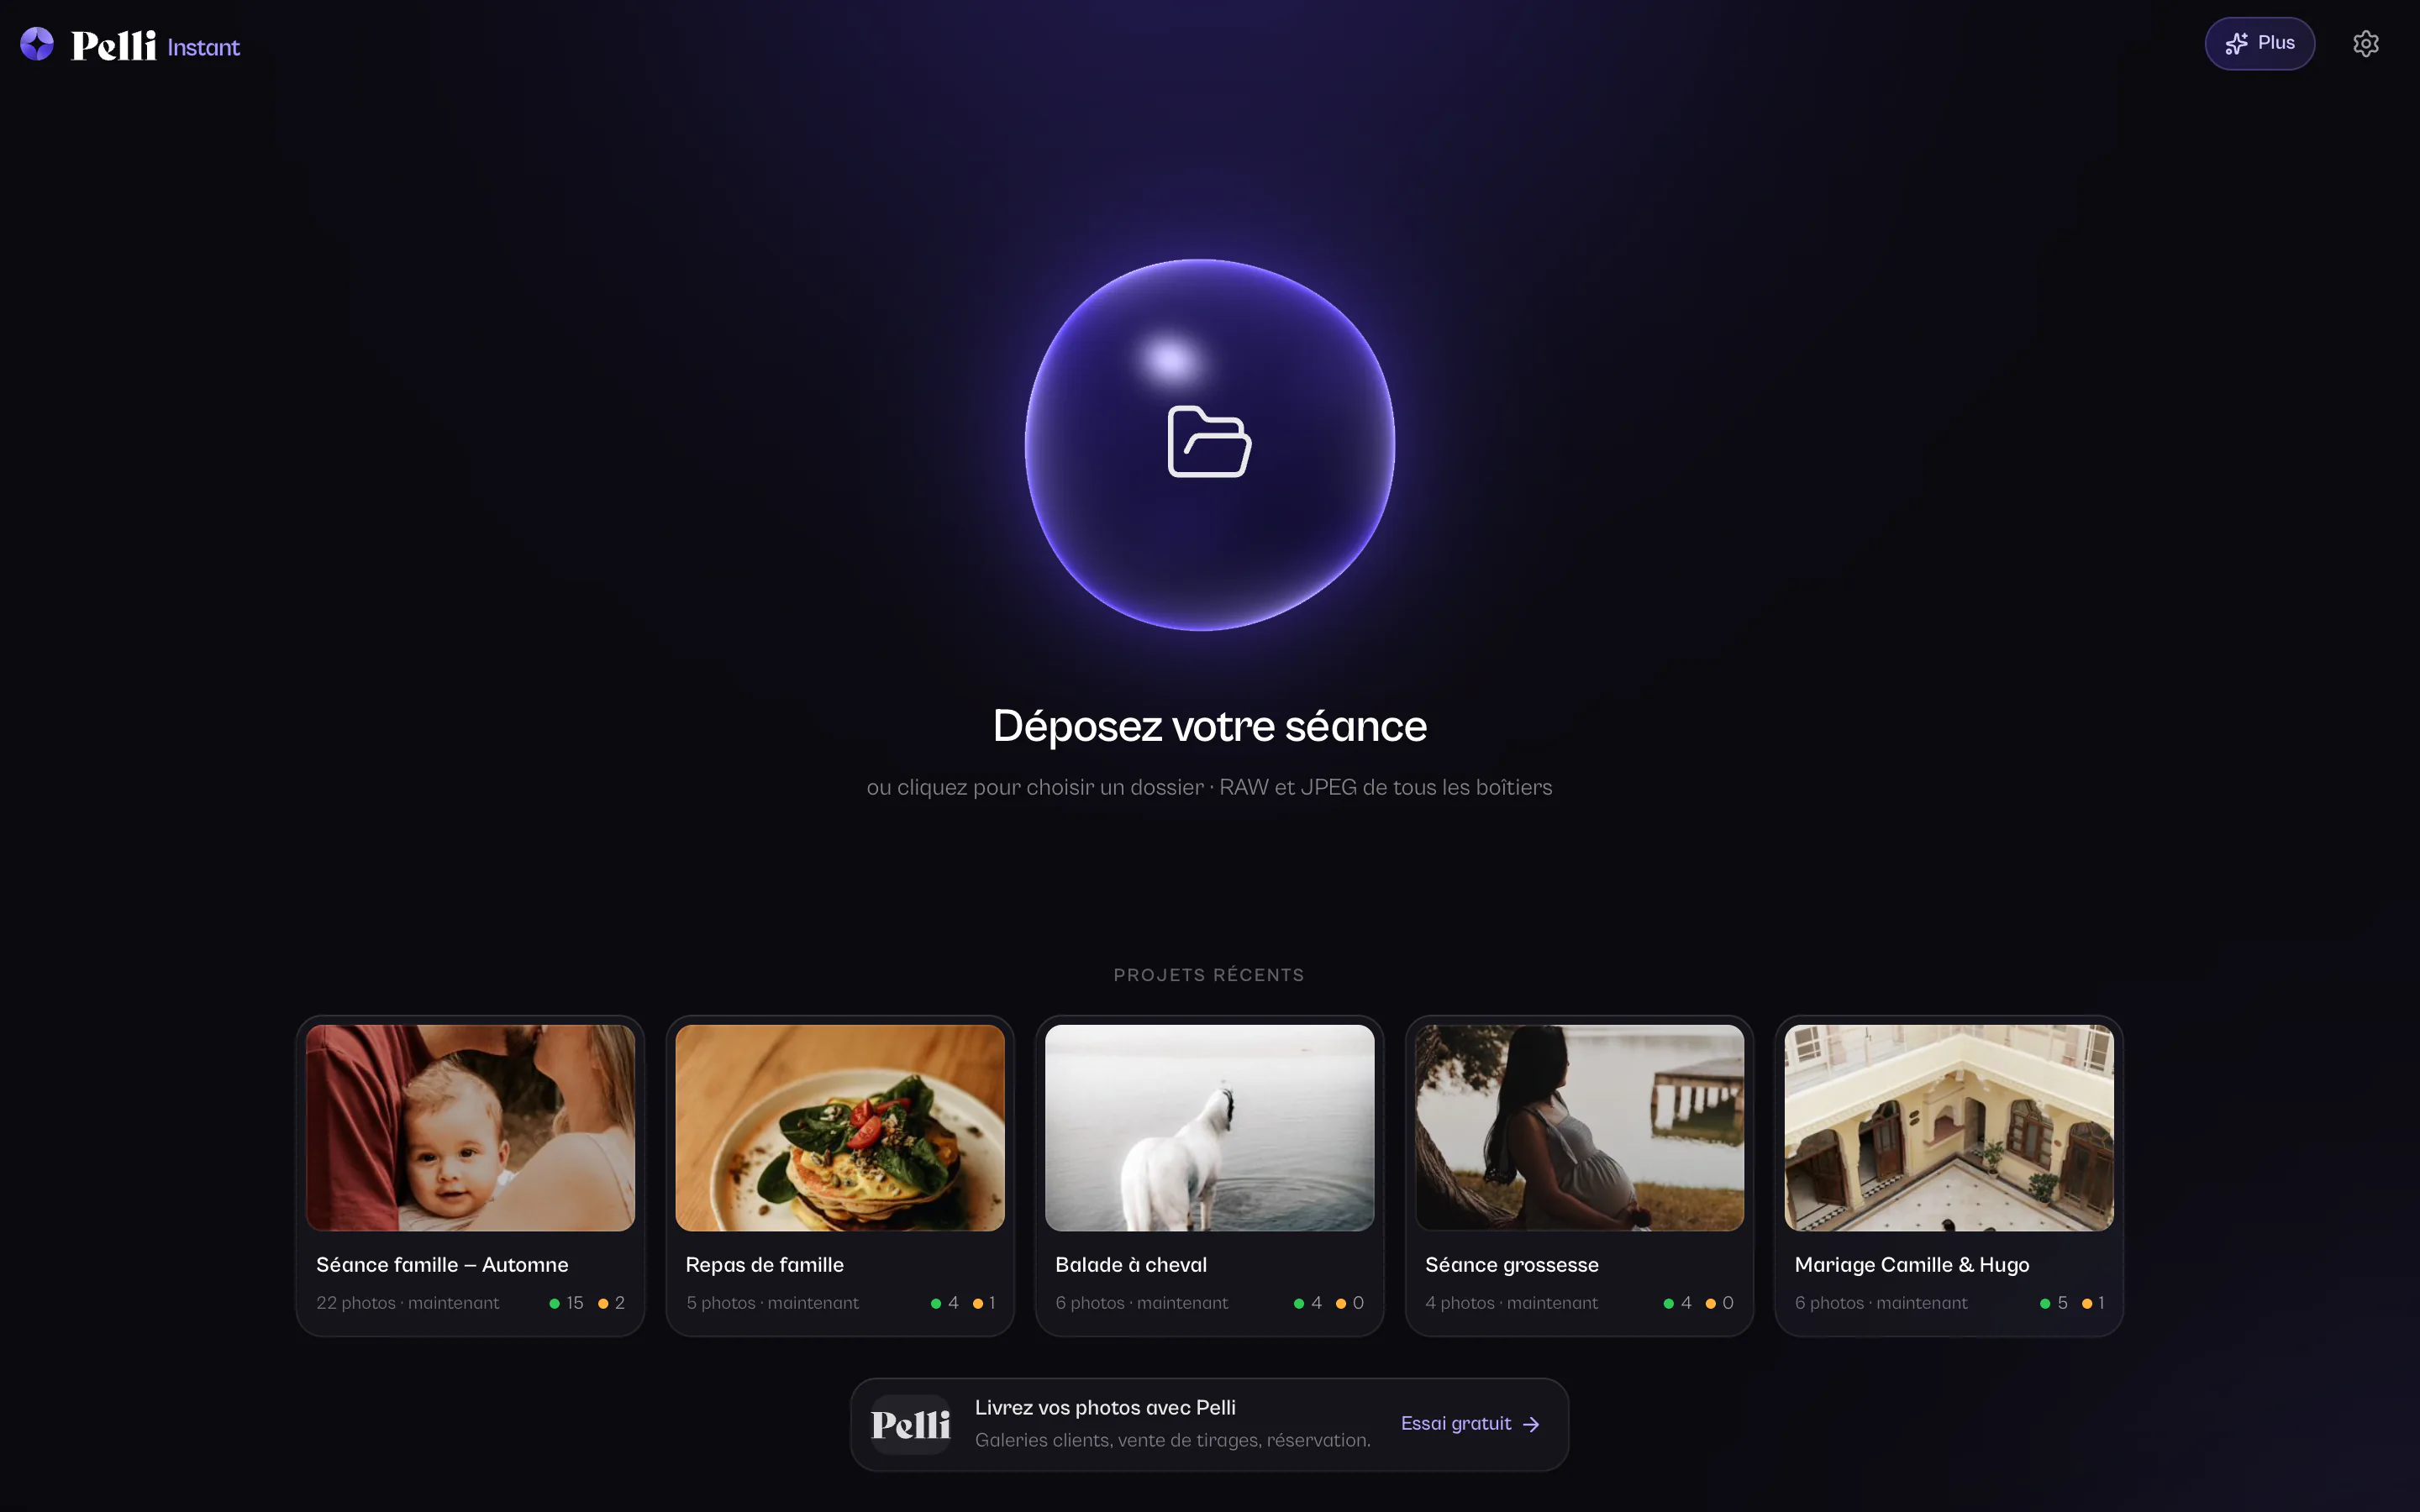 Pelli Instant
Plus
Déposez votre séance
ou cliquez pour choisir un dossier · RAW et JPEG de tous les boîtiers
PROJETS RÉCENTS
Séance famille – Automne
22 photos · maintenant 15 2
Repas de famille
5 photos · maintenant 4 1
Balade à cheval
6 photos · maintenant 4 0
Séance grossesse
4 photos · maintenant 4 0
Mariage Camille & Hugo
6 photos · maintenant 5 1
Pelli
Livrez vos photos avec Pelli
Galeries clients, vente de tirages, réservation.
Essai gratuit →